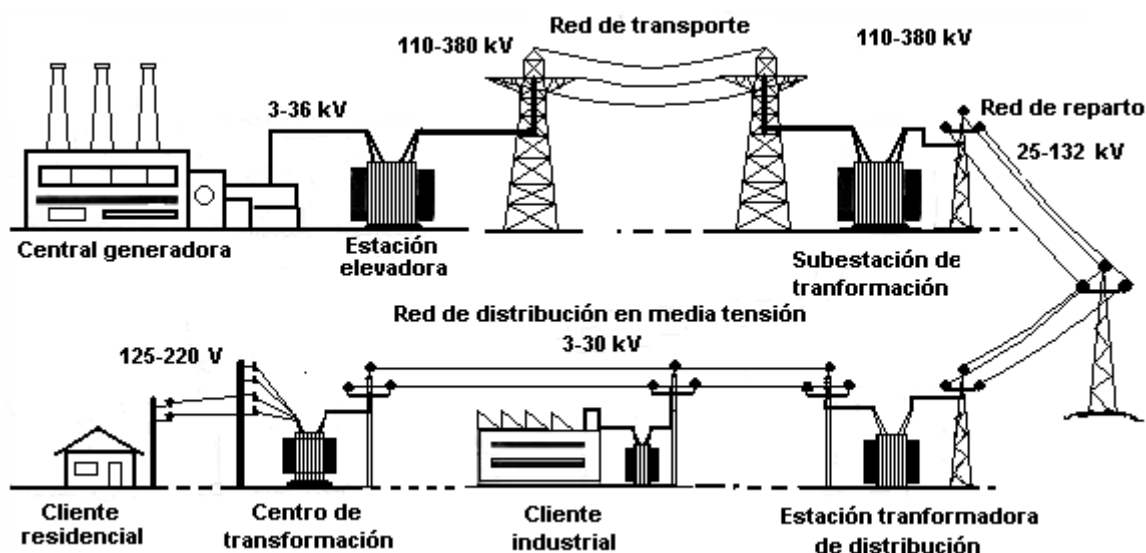 Red de transporte
110-380 kV
110-380 kV
3-36 kV
Red de reparto
25-132 kV
Central generadora
Estación
elevadora
Subestación de
tranformación
Red de distribución en media tensión
3-30 kV
125-220 V
Cliente
residencial
Centro de
transformación
Cliente
industrial
Estación tranformadora
de distribución